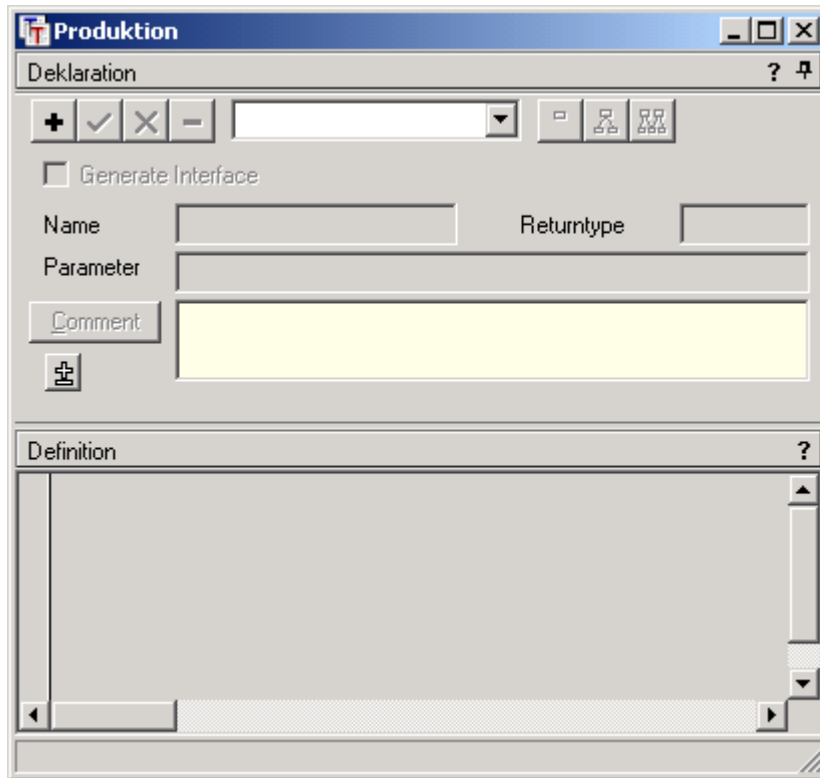 Produktion
Deklaration ?
Generate Interface
Name Returntype
Parameter
Comment
Definition ?